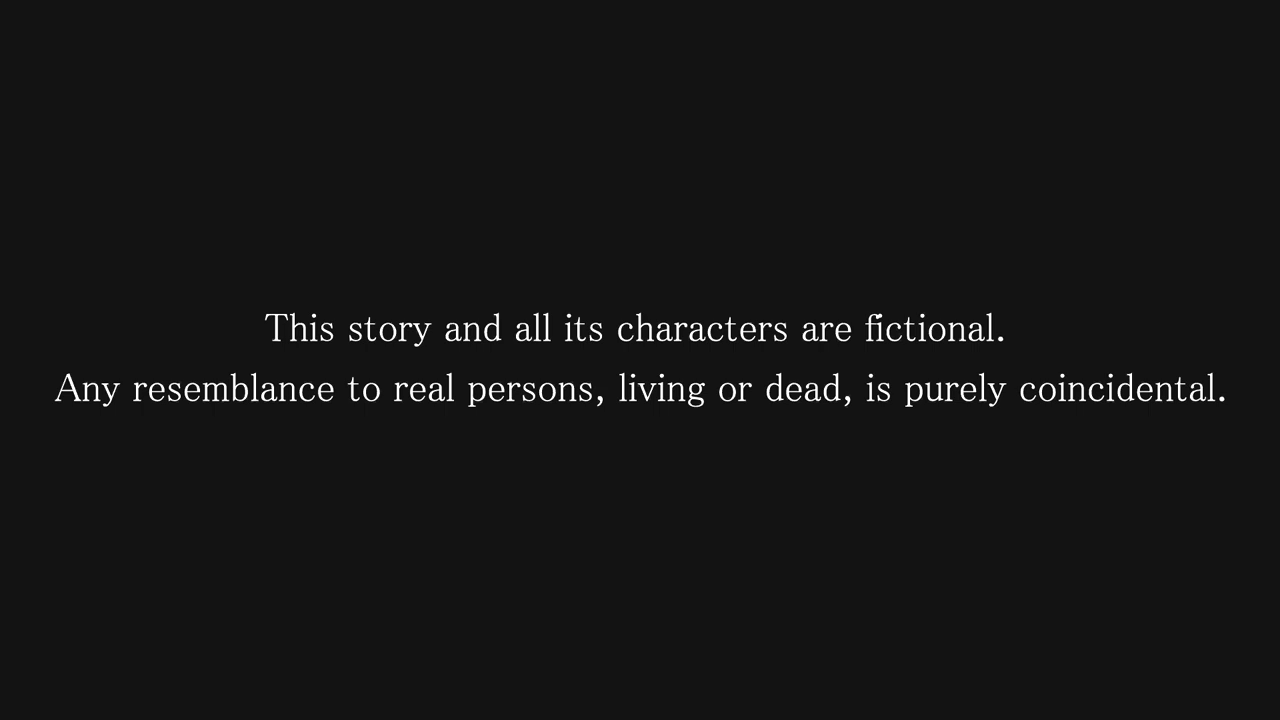 This story and all its characters are fictional.
Any resemblance to real persons, living or dead, is purely coincidental.